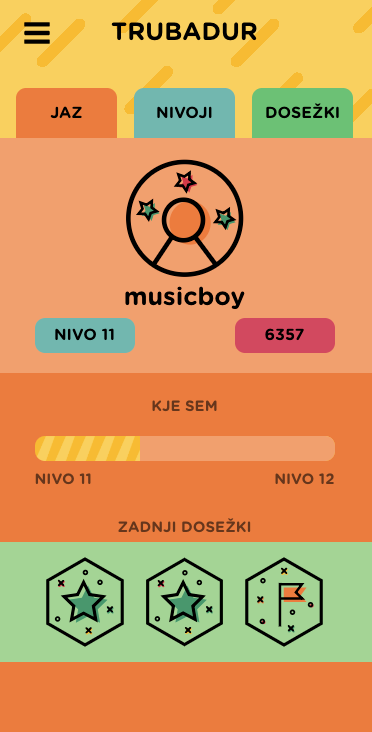 TRUBADUR
JAZ
NIVOJI
DOSEŽKI
musicboy
NIVO 11
6357
KJE SEM
NIVO 11
NIVO 12
ZADNJI DOSEŽKI